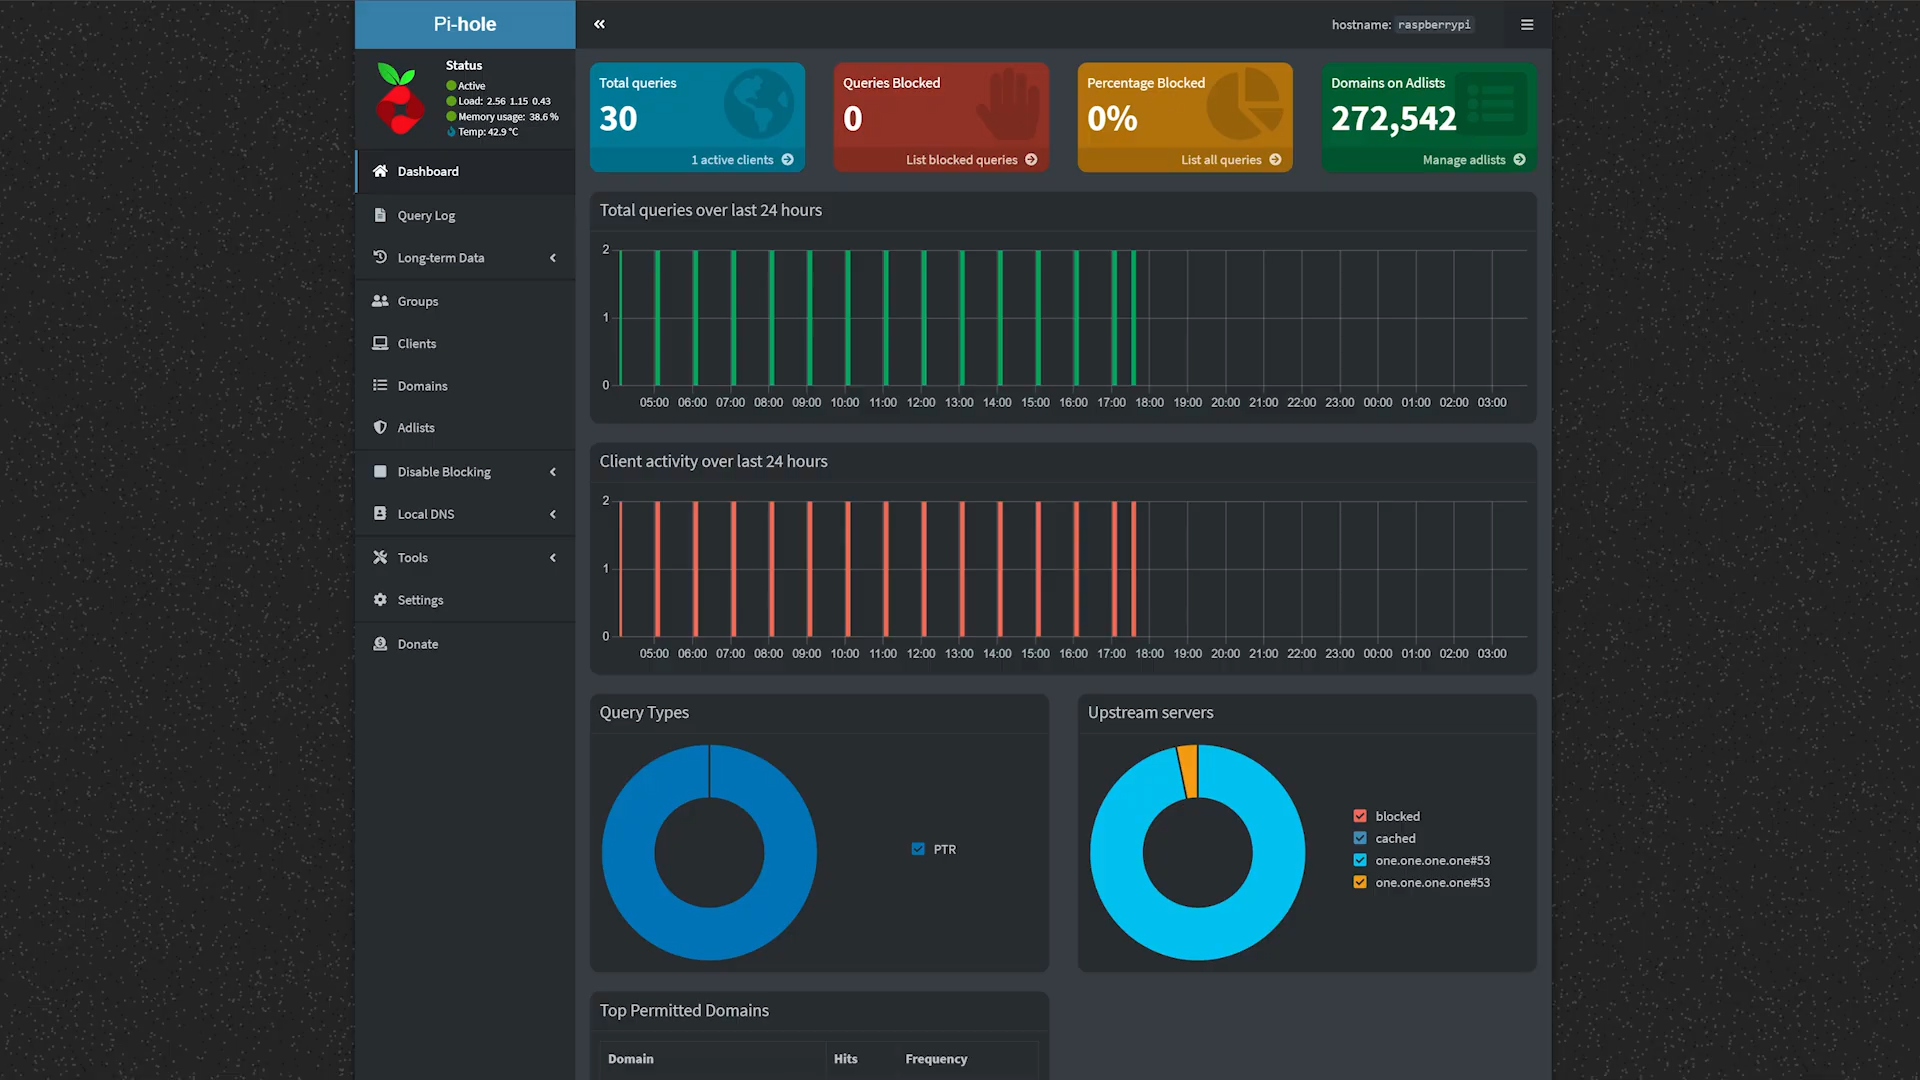 Pi-hole
hostname: raspberrypi
Status
Active
Load: 2.56 1.15 0.43
Memory usage: 38.6 %
Temp: 42.9 °C
Dashboard
Query Log
Long-term Data
Groups
Clients
Domains
Adlists
Disable Blocking
Local DNS
Tools
Settings
Donate
Total queries
30
1 active clients
Queries Blocked
0
List blocked queries
Percentage Blocked
0%
List all queries
Domains on Adlists
272,542
Manage adlists
Total queries over last 24 hours
2
1
0
05:00 06:00 07:00 08:00 09:00 10:00 11:00 12:00 13:00 14:00 15:00 16:00 17:00 18:00 19:00 20:00 21:00 22:00 23:00 00:00 01:00 02:00 03:00
Client activity over last 24 hours
2
1
0
05:00 06:00 07:00 08:00 09:00 10:00 11:00 12:00 13:00 14:00 15:00 16:00 17:00 18:00 19:00 20:00 21:00 22:00 23:00 00:00 01:00 02:00 03:00
Query Types
PTR
Upstream servers
blocked
cached
one.one.one.one#53
one.one.one.one#53
Top Permitted Domains
Domain Hits Frequency